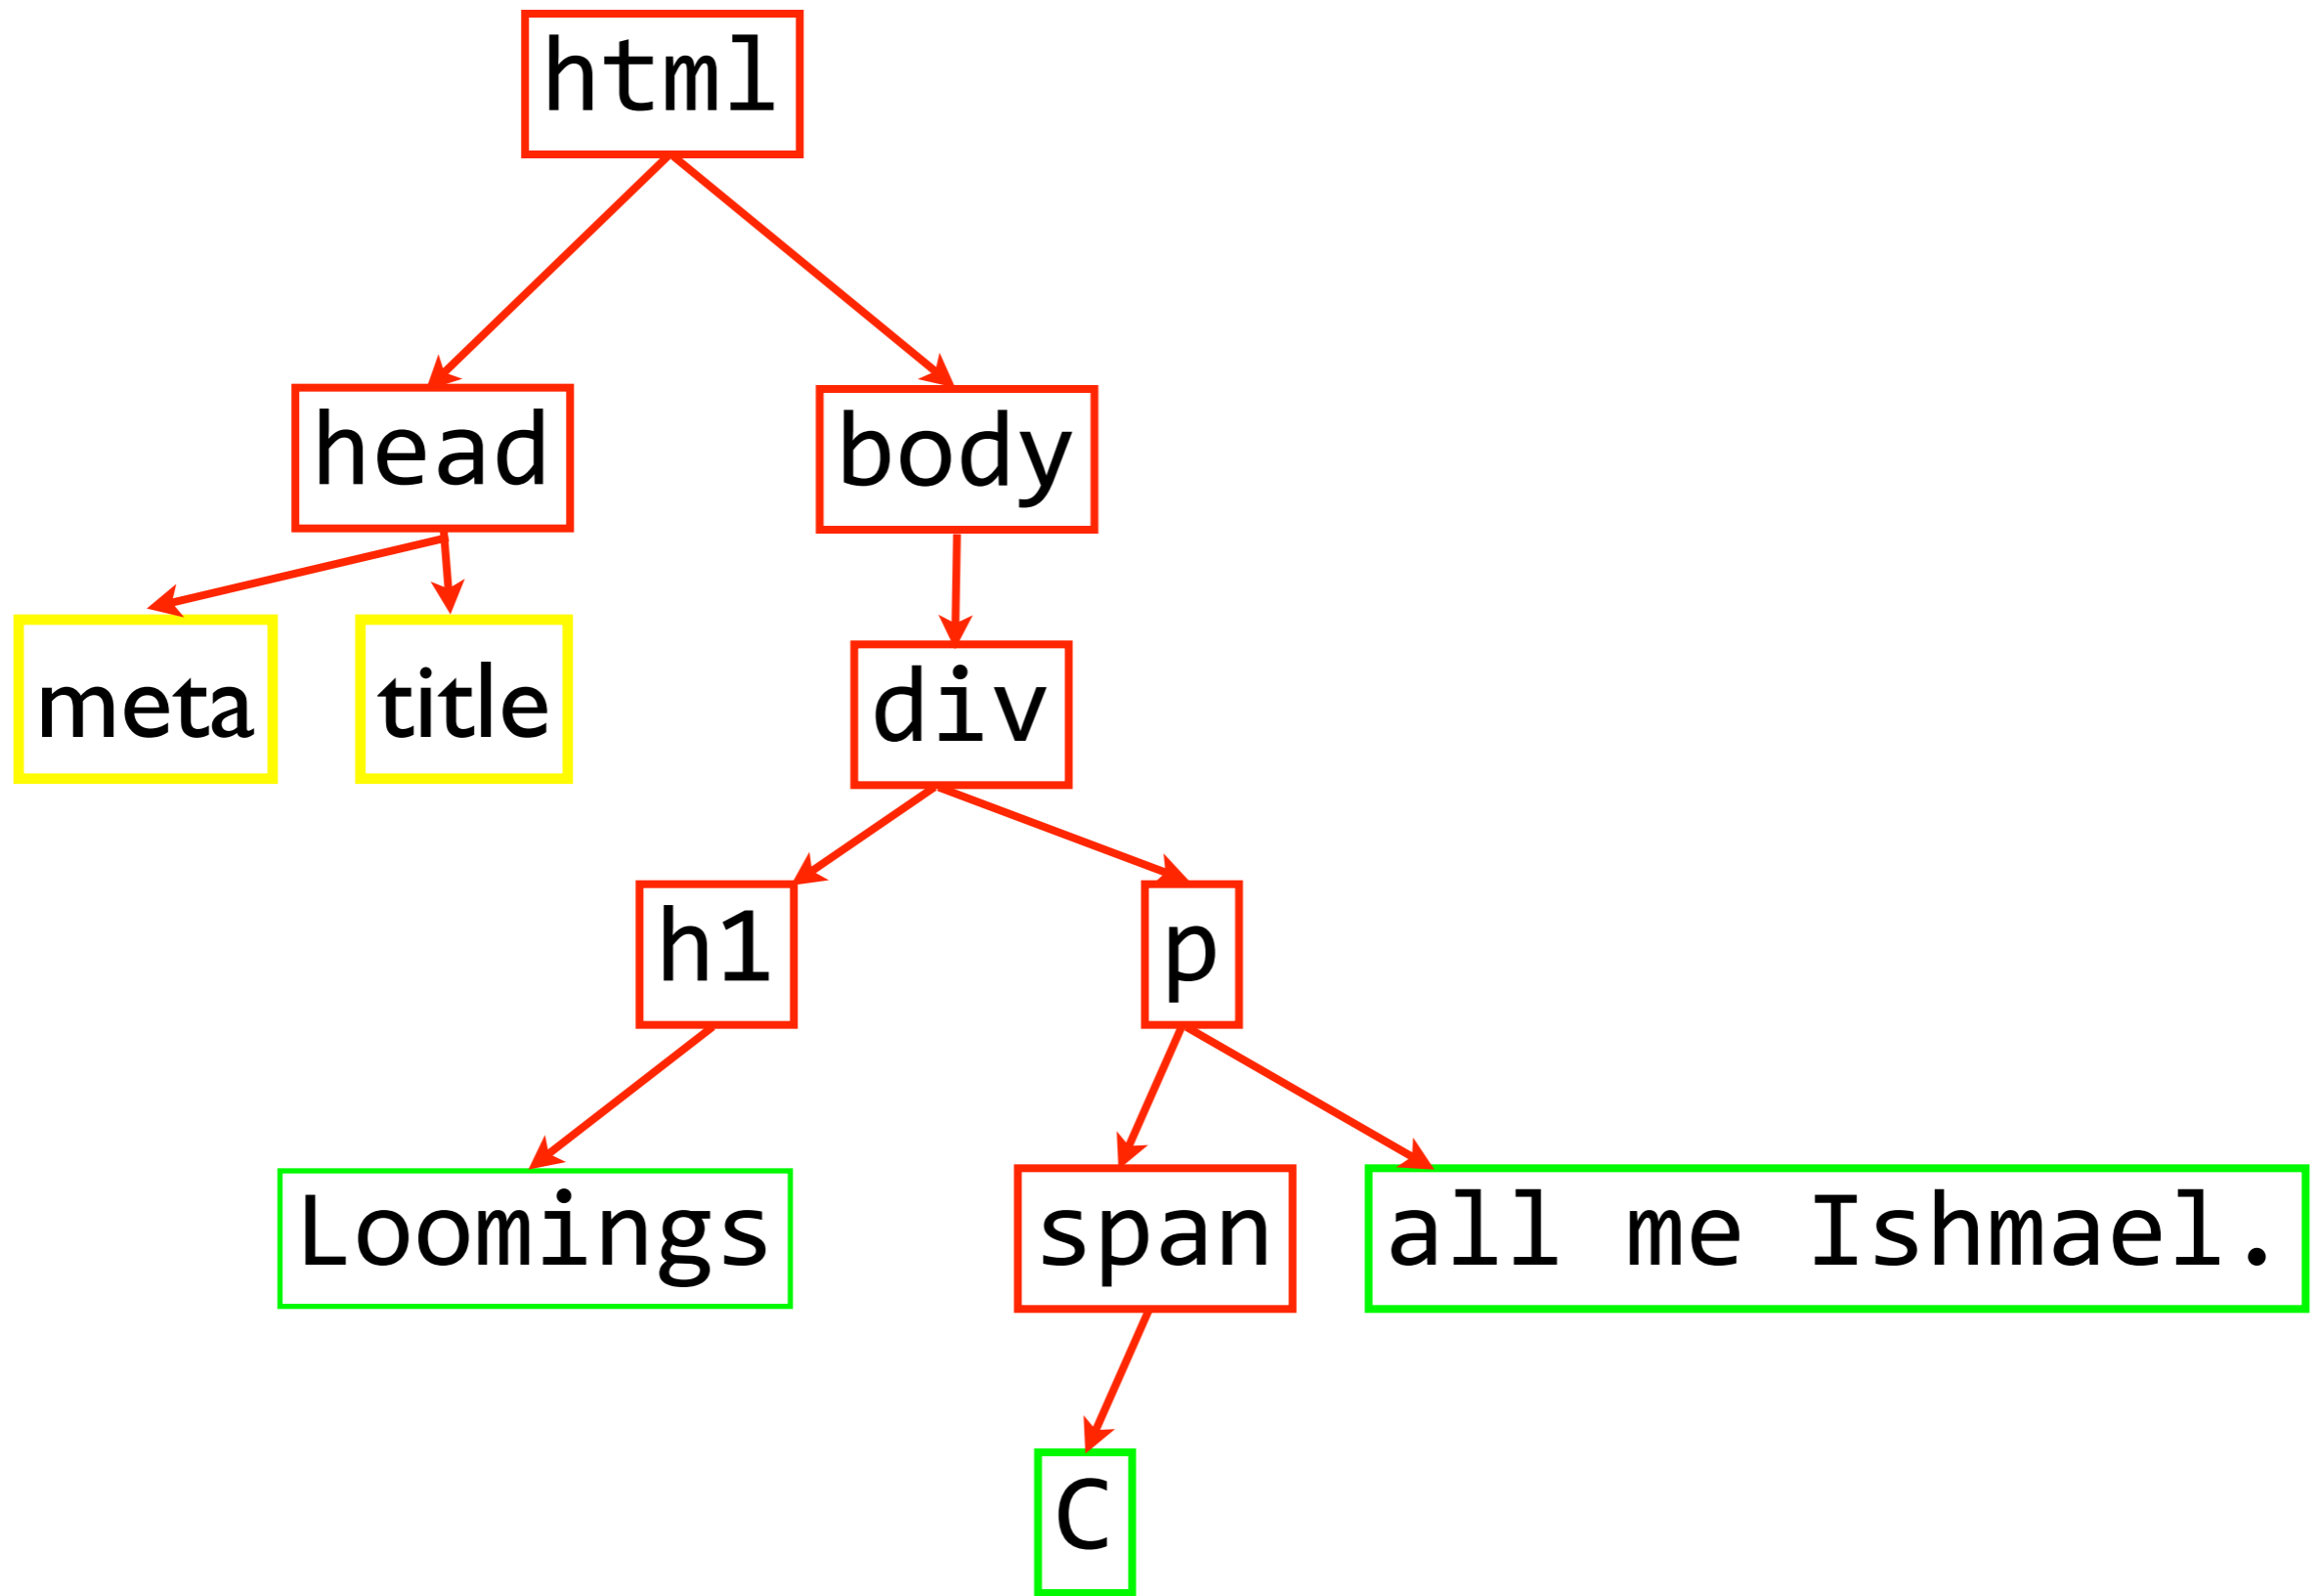 html
head
body
meta
title
div
h1
p
Loomings
span
all me Ishmael.
C